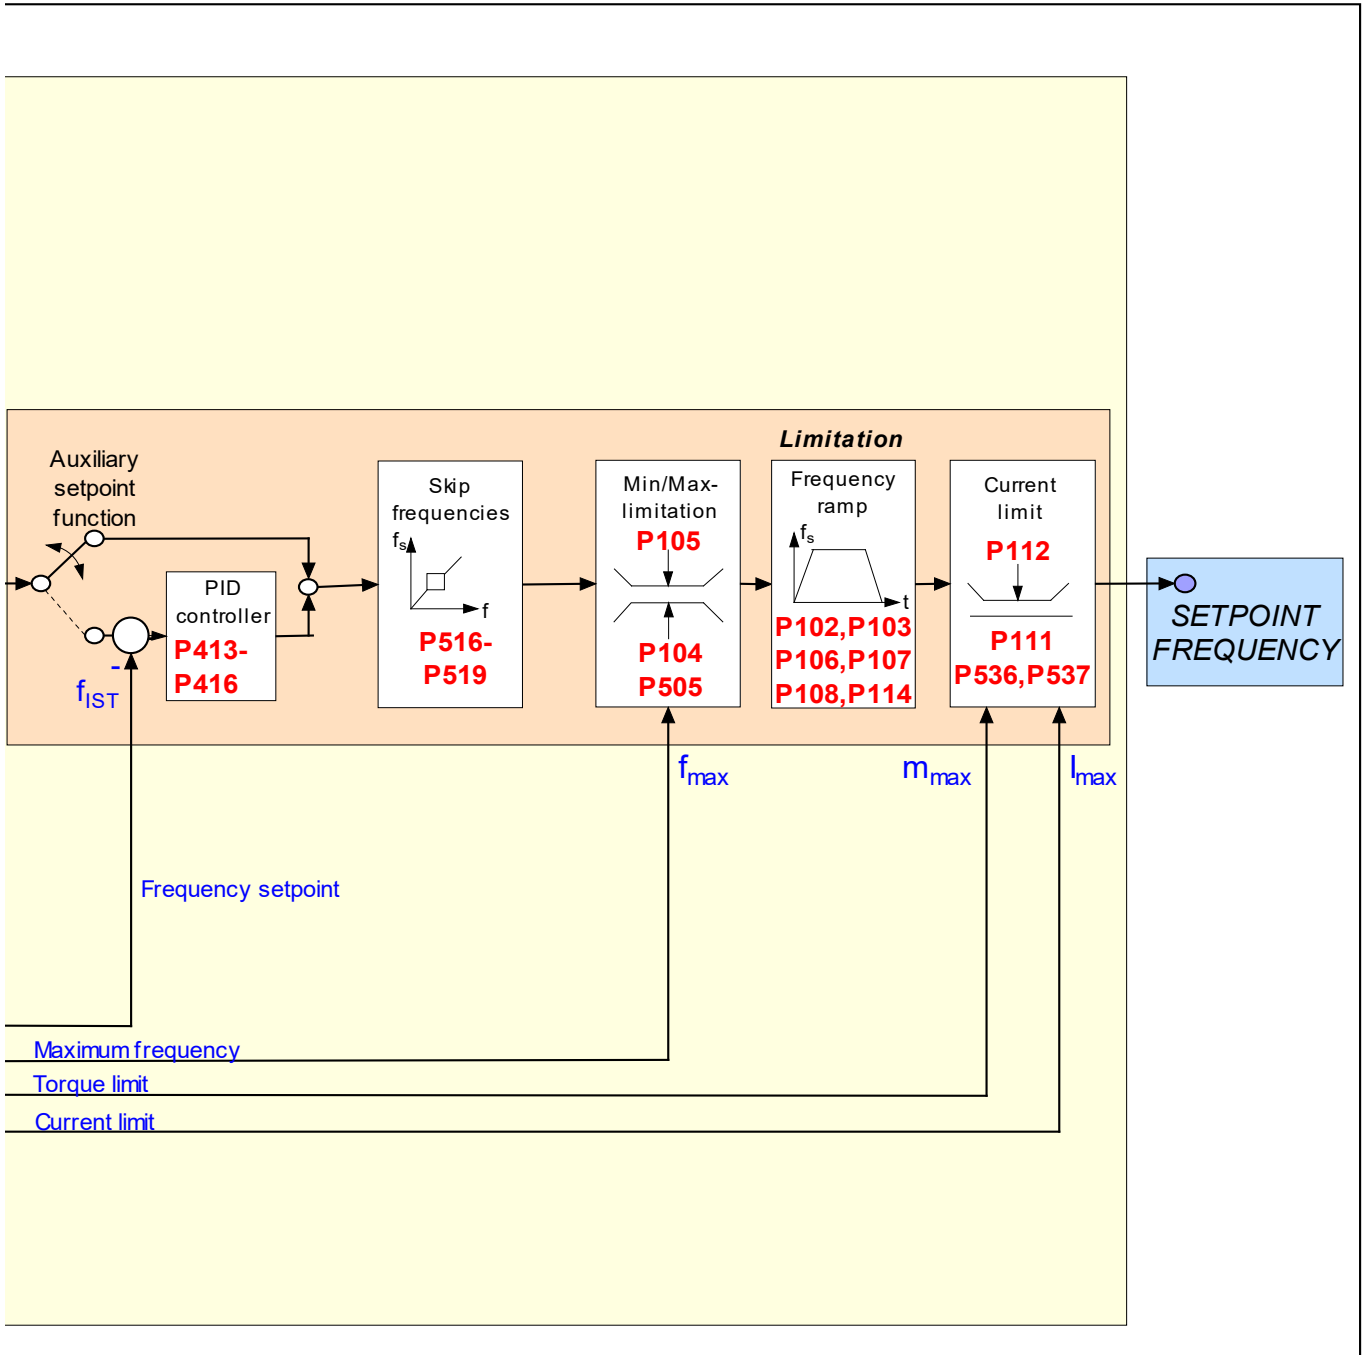 Limitation
Auxiliary
setpoint
function
PID
controller
P413-
P416
-
fIST
Skip
frequencies
fs
f
P516-
P519
Min/Max-
limitation
P105
P104
P505
Frequency
ramp
fs
t
P102,P103
P106,P107
P108,P114
Current
limit
P112
P111
P536,P537
SETPOINT
FREQUENCY
fmax
mmax
Imax
Frequency setpoint
Maximum frequency
Torque limit
Current limit